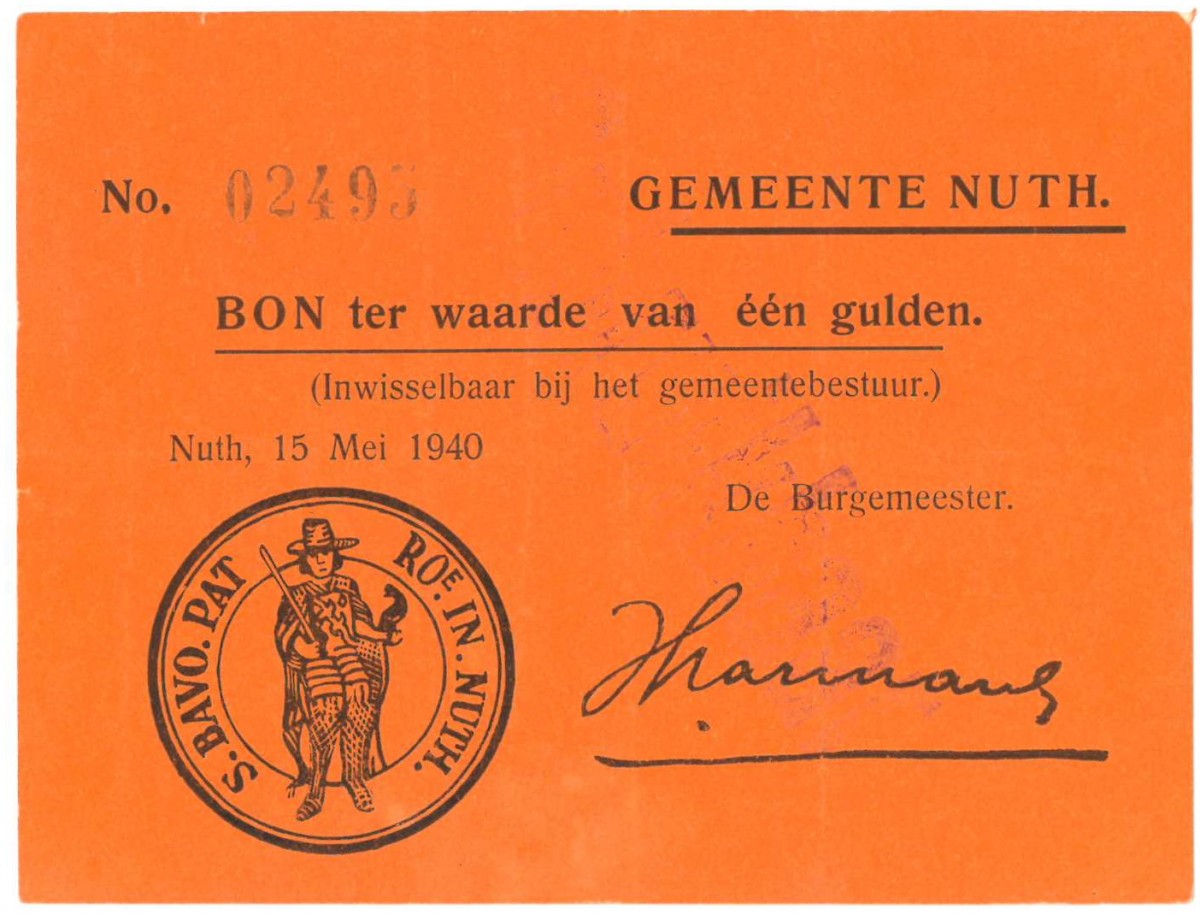 No. 02495
GEMEENTE NUTH.
BON ter waarde van één gulden.
(Inwisselbaar bij het gemeentebestuur.)
Nuth, 15 Mei 1940
De Burgemeester.
S. BAVO. PAT ROE. IN. NUTH.